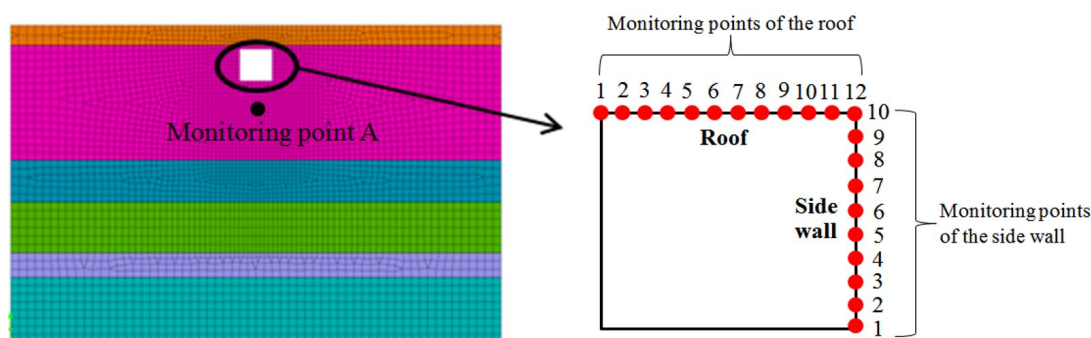 Monitoring points of the roof
1 2 3 4 5 6 7 8 9 10 11 12
Monitoring point A
Roof
10
9
8
7
Side
wall
6
5
4
3
2
1
Monitoring points
of the side wall